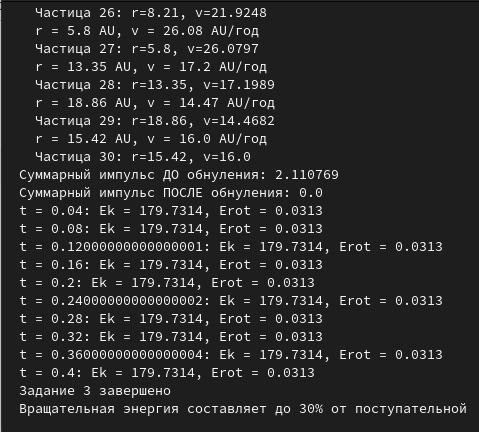 Частица 26: r=8.21, v=21.9248
r = 5.8 AU, v = 26.08 AU/год
Частица 27: r=5.8, v=26.0797
r = 13.35 AU, v = 17.2 AU/год
Частица 28: r=13.35, v=17.1989
r = 18.86 AU, v = 14.47 AU/год
Частица 29: r=18.86, v=14.4682
r = 15.42 AU, v = 16.0 AU/год
Частица 30: r=15.42, v=16.0
Суммарный импульс ДО обнуления: 2.110769
Суммарный импульс ПОСЛЕ обнуления: 0.0
t = 0.04: Ek = 179.7314, Erot = 0.0313
t = 0.08: Ek = 179.7314, Erot = 0.0313
t = 0.12000000000000001: Ek = 179.7314, Erot = 0.0313
t = 0.16: Ek = 179.7314, Erot = 0.0313
t = 0.2: Ek = 179.7314, Erot = 0.0313
t = 0.24000000000000002: Ek = 179.7314, Erot = 0.0313
t = 0.28: Ek = 179.7314, Erot = 0.0313
t = 0.32: Ek = 179.7314, Erot = 0.0313
t = 0.36000000000000004: Ek = 179.7314, Erot = 0.0313
t = 0.4: Ek = 179.7314, Erot = 0.0313
Задание 3 завершено
Вращательная энергия составляет до 30% от поступательной